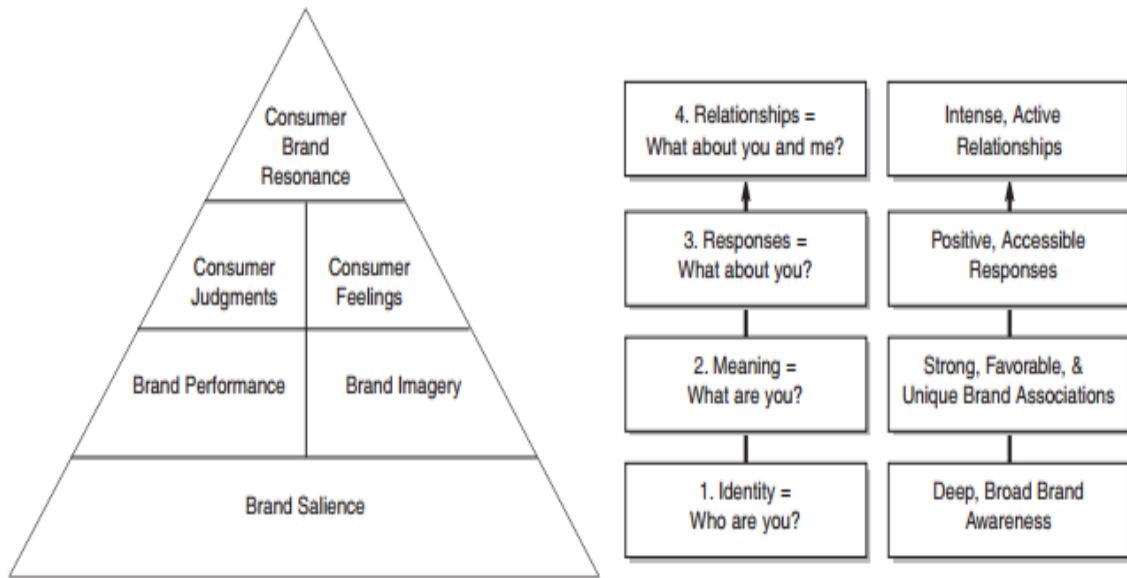 Consumer
Brand
Resonance
Consumer
Judgments
Consumer
Feelings
Brand Performance
Brand Imagery
Brand Salience
4. Relationships =
What about you and me?
Intense, Active
Relationships
3. Responses =
What about you?
Positive, Accessible
Responses
2. Meaning =
What are you?
Strong, Favorable, &
Unique Brand Associations
1. Identity =
Who are you?
Deep, Broad Brand
Awareness